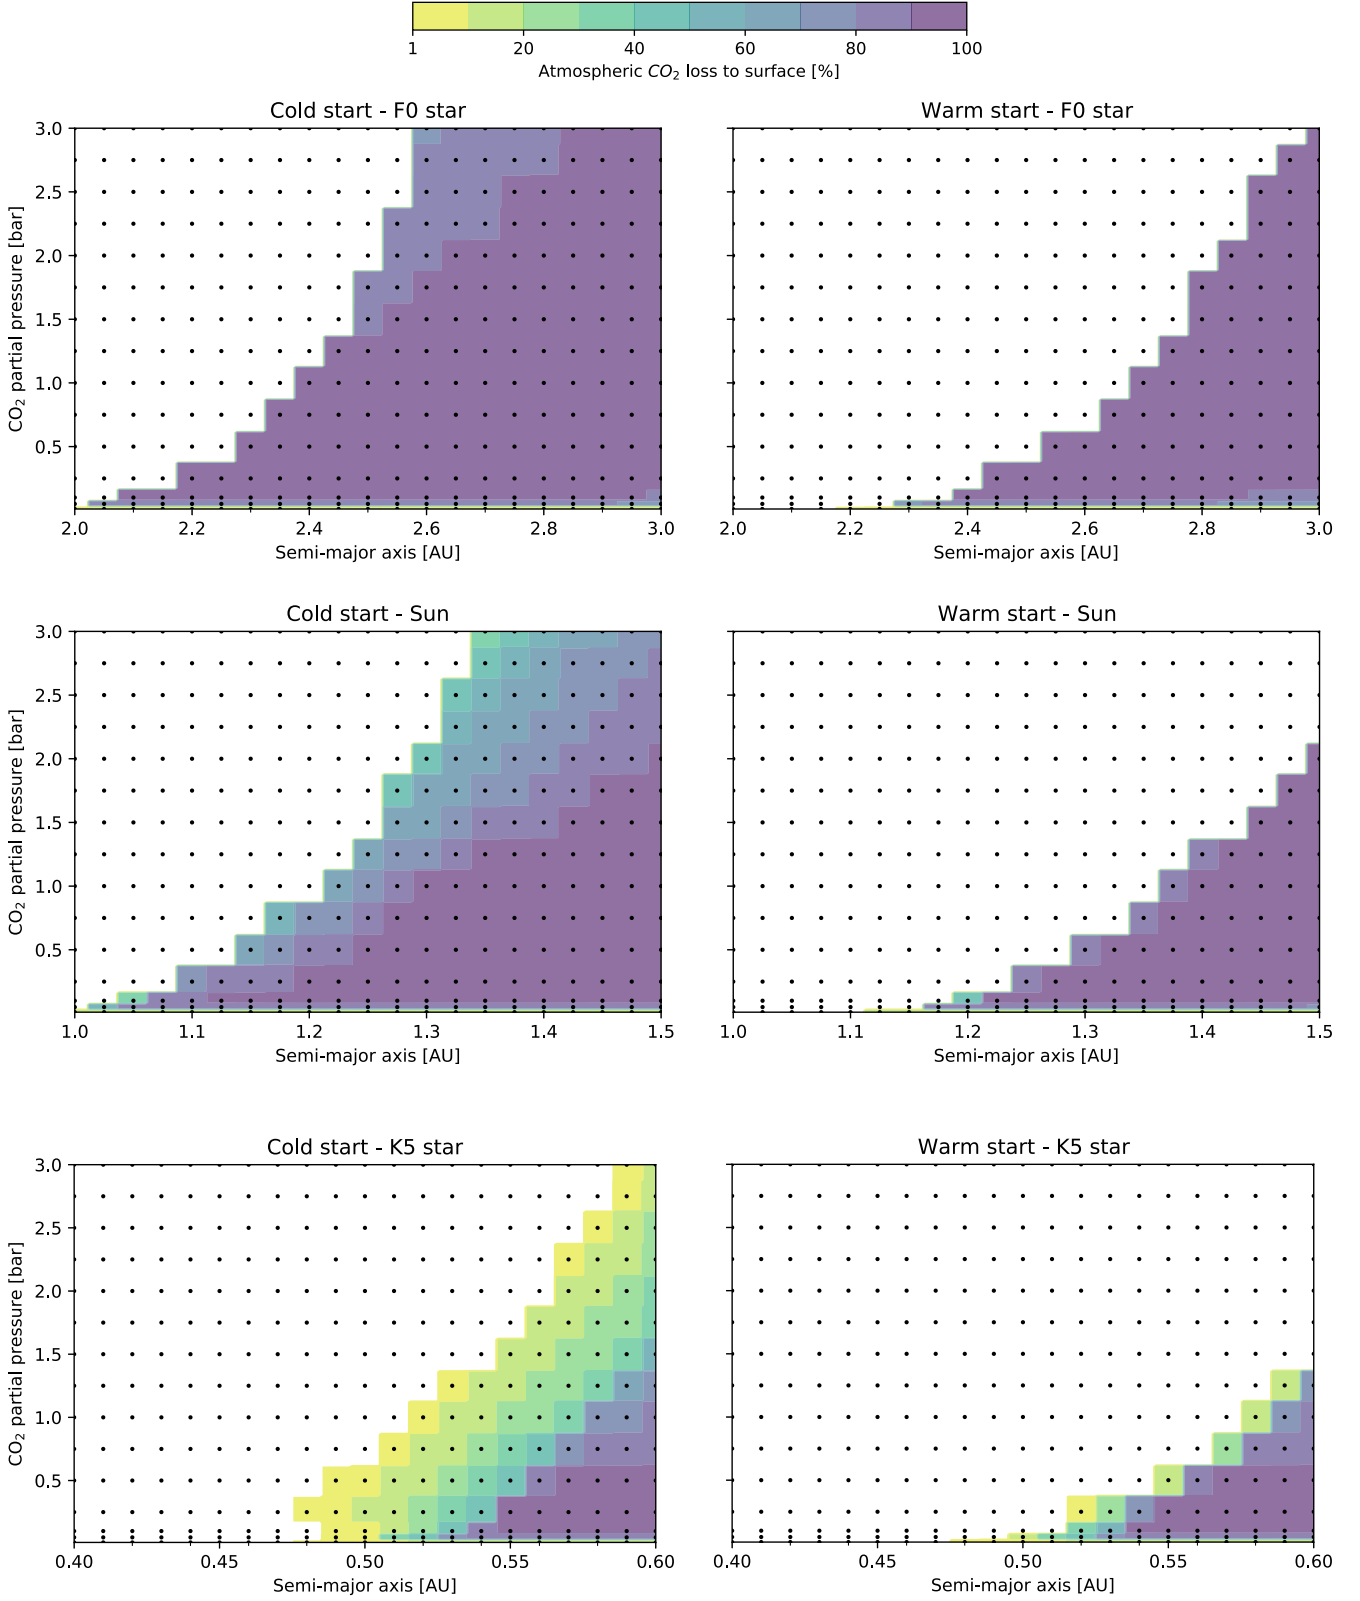 1 20 40 60 80 100
Atmospheric CO₂ loss to surface [%]
Cold start - F0 star
3.0
2.5
2.0
1.5
1.0
0.5
CO₂ partial pressure [bar]
2.0 2.2 2.4 2.6 2.8 3.0
Semi-major axis [AU]
Warm start - F0 star
2.0 2.2 2.4 2.6 2.8 3.0
Semi-major axis [AU]
Cold start - Sun
3.0
2.5
2.0
1.5
1.0
0.5
CO₂ partial pressure [bar]
1.0 1.1 1.2 1.3 1.4 1.5
Semi-major axis [AU]
Warm start - Sun
1.0 1.1 1.2 1.3 1.4 1.5
Semi-major axis [AU]
Cold start - K5 star
3.0
2.5
2.0
1.5
1.0
0.5
CO₂ partial pressure [bar]
0.40 0.45 0.50 0.55 0.60
Semi-major axis [AU]
Warm start - K5 star
0.40 0.45 0.50 0.55 0.60
Semi-major axis [AU]